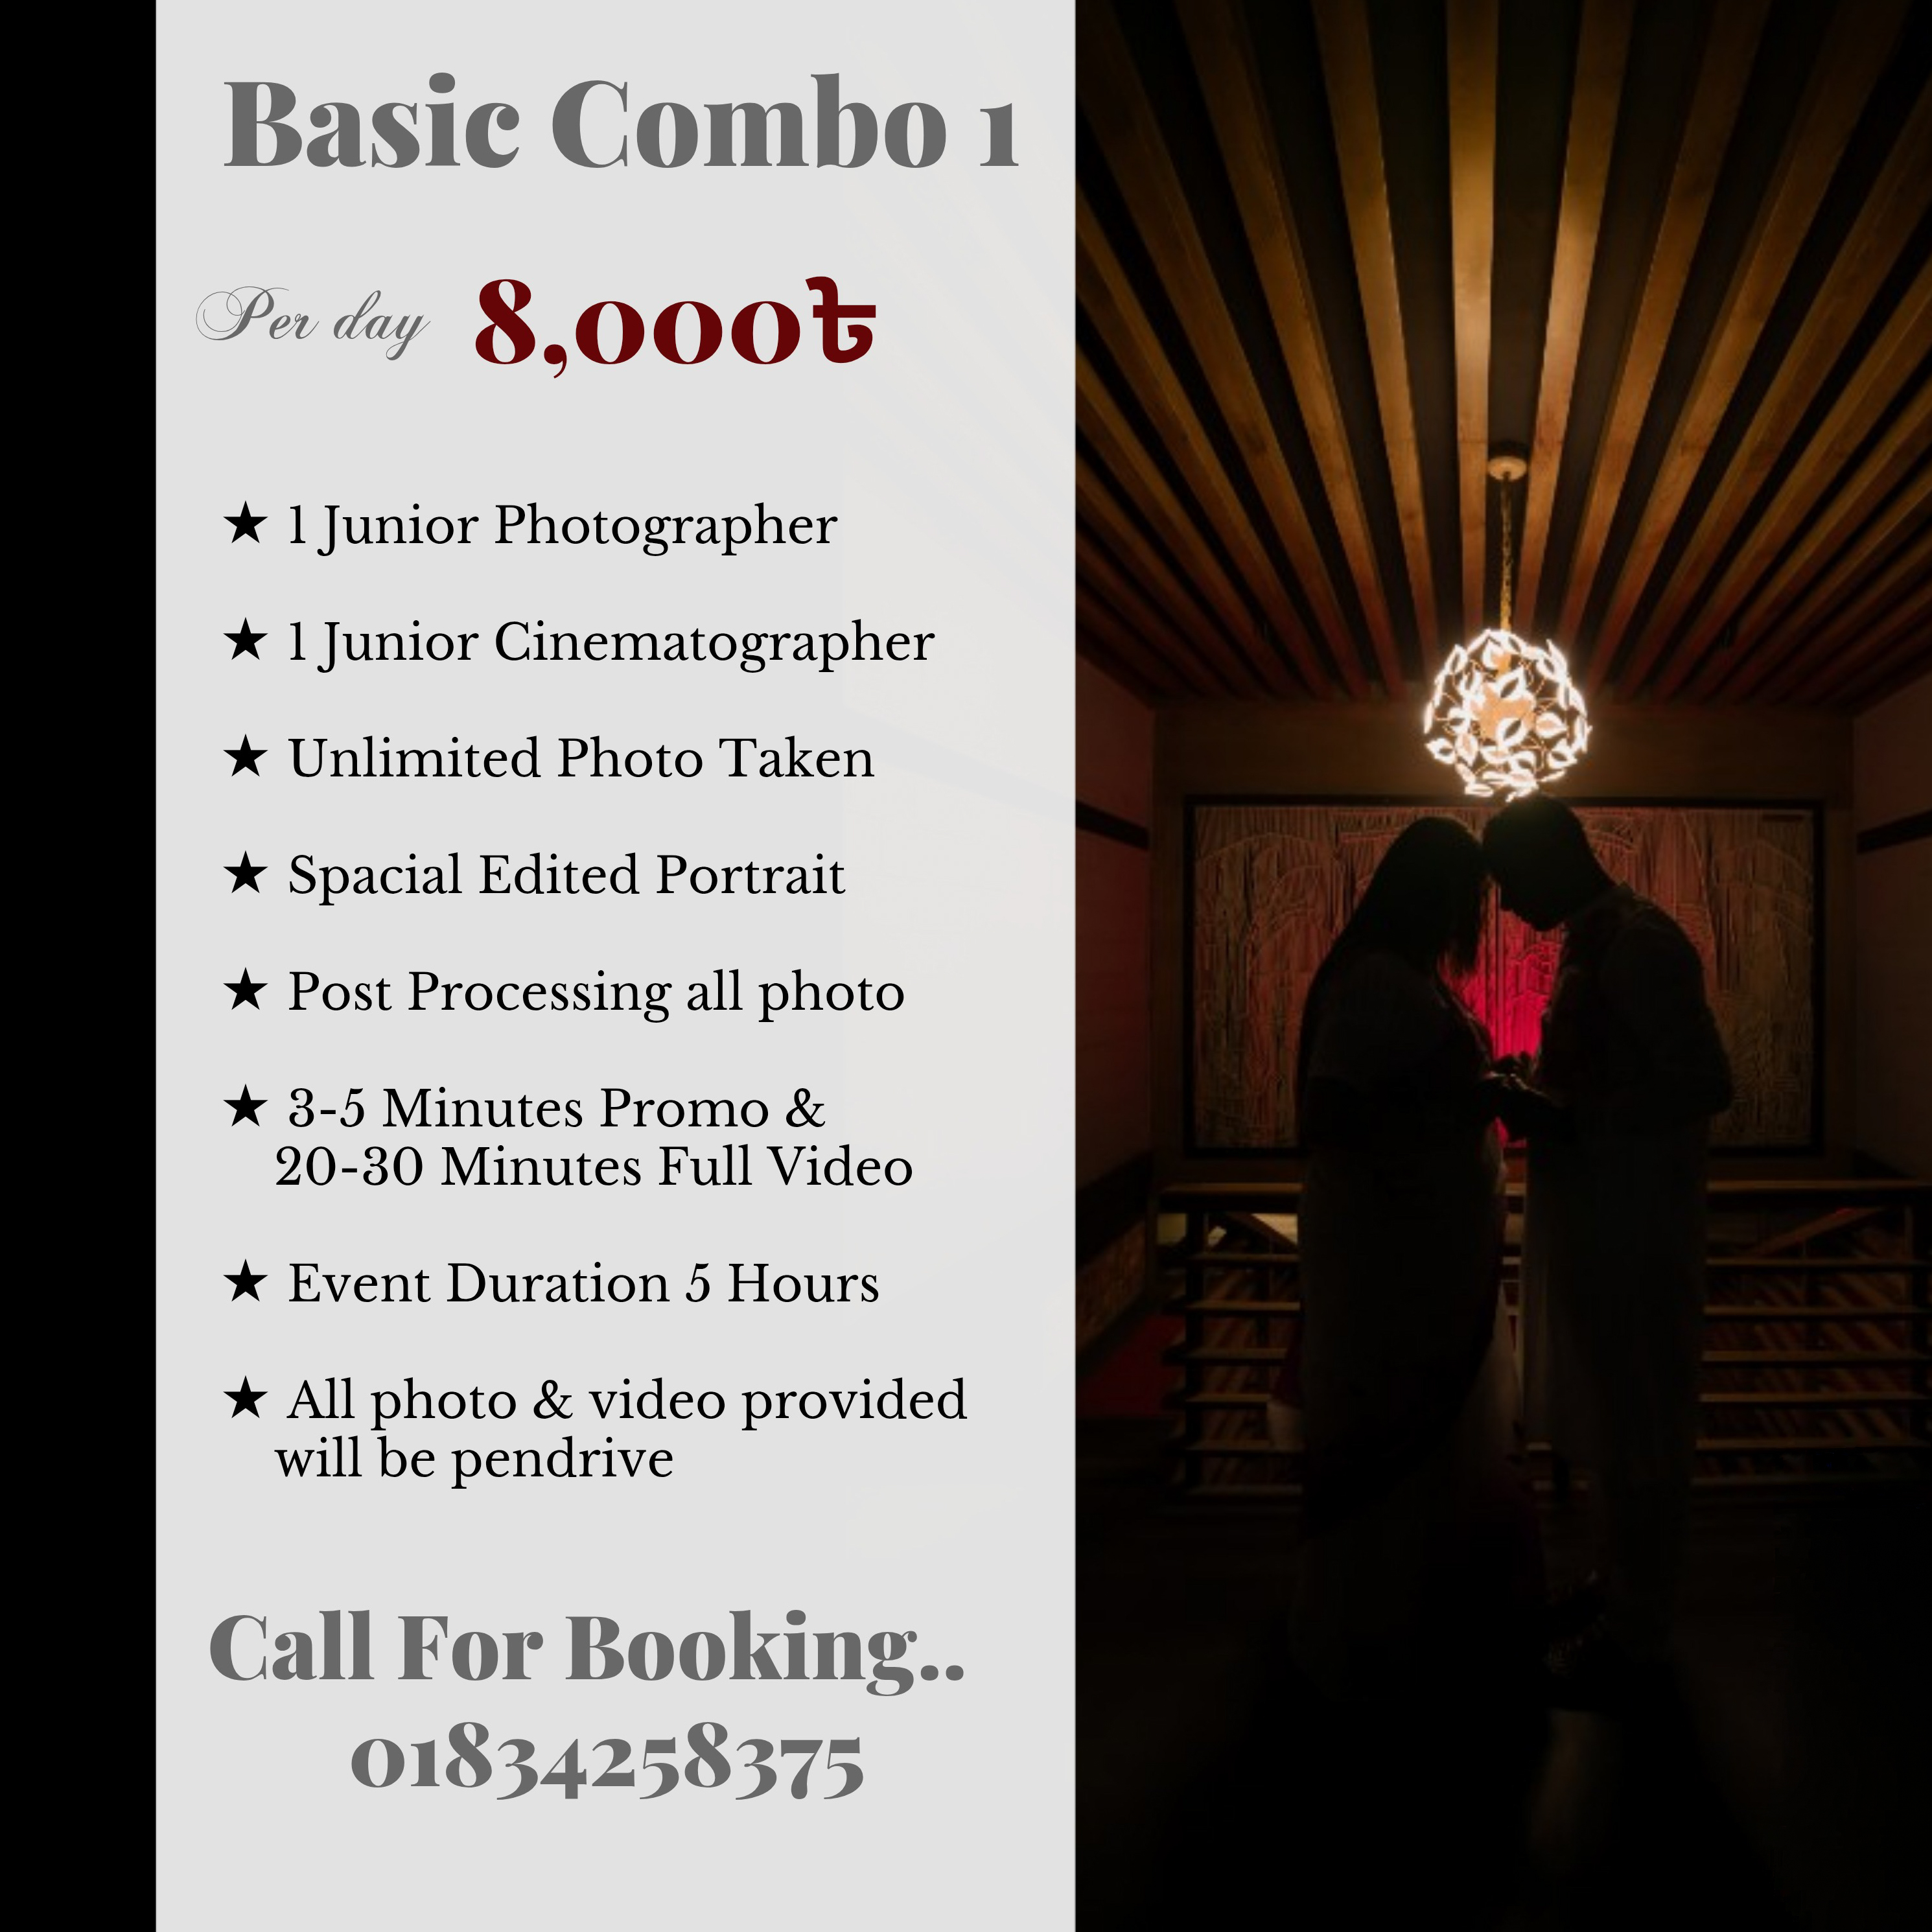 Basic Combo 1
Per day 8,000৳
★ 1 Junior Photographer
★ 1 Junior Cinematographer
★ Unlimited Photo Taken
★ Spacial Edited Portrait
★ Post Processing all photo
★ 3-5 Minutes Promo &
20-30 Minutes Full Video
★ Event Duration 5 Hours
★ All photo & video provided
will be pendrive
Call For Booking..
01834258375